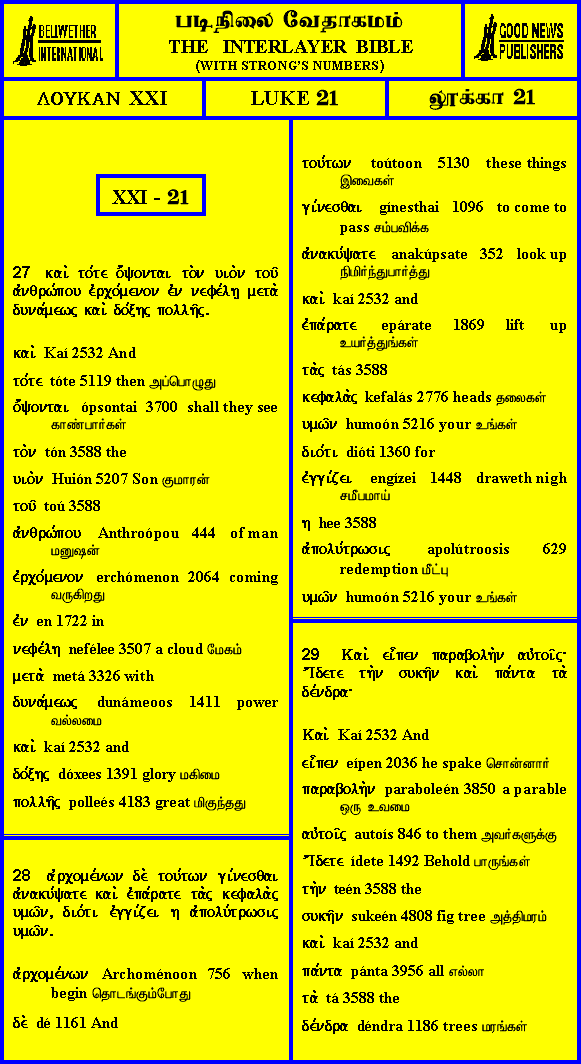 BELLWETHER
INTERNATIONAL
படிநிலை வேதாகமம்
THE INTERLAYER BIBLE
(WITH STRONG'S NUMBERS)
GOOD NEWS
PUBLISHERS
ΛΟΥΚΑΝ XXI
LUKE 21
லூக்கா 21
XXI - 21
27 καὶ τότε ὄψονται τὸν υιὸν τοῦ
ἀνθρώπου ἐρχόμενον ἐν νεφέλῃ μετὰ
δυνάμεως καὶ δόξης πολλῆς.
καὶ Kaí 2532 And
τότε tóte 5119 then அப்பொழுது
ὄψονται ópsontai 3700 shall they see
காண்பார்கள்
τὸν tón 3588 the
υιὸν Huión 5207 Son குமாரன்
τοῦ toú 3588
ἀνθρώπου Anthroópou 444 of man
மனுஷன்
ἐρχόμενον erchómenon 2064 coming
வருகிறது
ἐν en 1722 in
νεφέλη nefélee 3507 a cloud மேகம்
μετὰ metá 3326 with
δυνάμεως dunámeoos 1411 power
வல்லமை
καὶ kaí 2532 and
δόξης dóxees 1391 glory மகிமை
πολλῆς polleés 4183 great மிகுந்தது
28 ἀρχομένων δὲ τούτων γίνεσθαι
ἀνακύψατε καὶ ἐπάρατε τὰς κεφαλὰς
υμῶν, διότι ἐγγίζει η ἀπολύτρωσις
υμῶν.
ἀρχομένων Archoménoon 756 when
begin தொடங்கும்போது
δὲ dé 1161 And
τούτων toútoon 5130 these things
இவைகள்
γίνεσθαι gínesthai 1096 to come to
pass சம்பவிக்க
ἀνακύψατε anakúpsate 352 look up
நிமிர்ந்துபார்த்து
καὶ kaí 2532 and
ἐπάρατε epárate 1869 lift up
உயர்த்துங்கள்
τὰς tás 3588
κεφαλὰς kefalás 2776 heads தலைகள்
υμῶν humoón 5216 your உங்கள்
διότι dióti 1360 for
ἐγγίζει engízei 1448 draweth nigh
சமீபமாய்
η hee 3588
ἀπολύτρωσις apolútroosis 629
redemption மீட்பு
υμῶν humoón 5216 your உங்கள்
29 Καὶ εἶπεν παραβολὴν αὐτοῖς·
Ἴδετε τὴν συκῆν καὶ πάντα τὰ
δένδρα·
Καὶ Kaí 2532 And
εἶπεν eípen 2036 he spake சொன்னார்
παραβολὴν paraboleén 3850 a parable
ஒரு உவமை
αὐτοῖς autoís 846 to them அவர்களுக்கு
Ἴδετε ídete 1492 Behold பாருங்கள்
τὴν teén 3588 the
συκῆν sukeén 4808 fig tree அத்திமரம்
καὶ kaí 2532 and
πάντα pánta 3956 all எல்லா
τὰ tá 3588 the
δένδρα déndra 1186 trees மரங்கள்